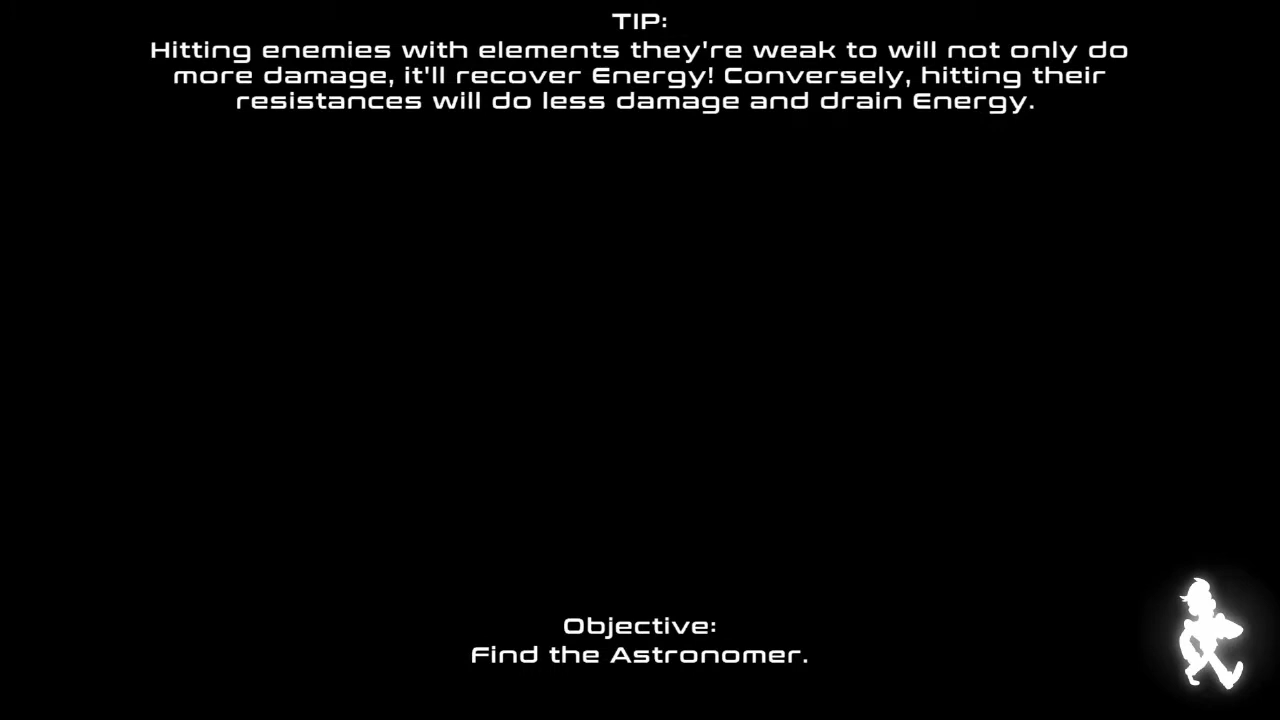 TIP:
Hitting enemies with elements they're weak to will not only do
more damage, it'll recover Energy! Conversely, hitting their
resistances will do less damage and drain Energy.
Objective:
Find the Astronomer.